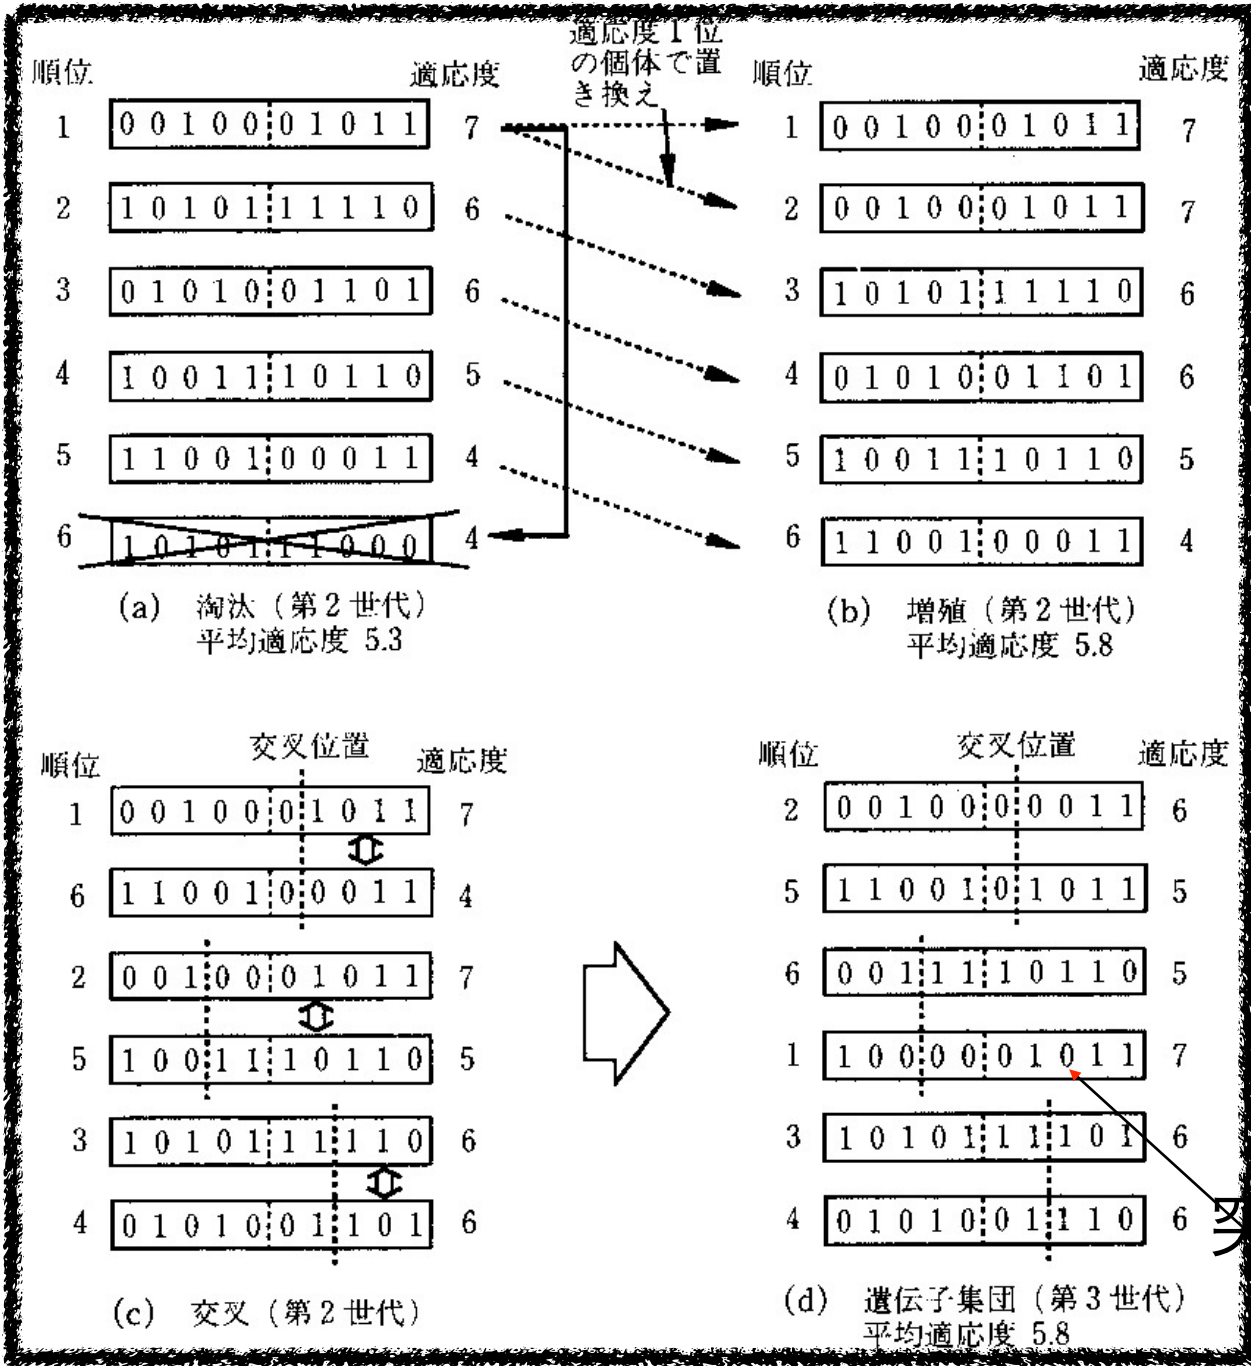 適応度1位
の個体で置
き換え
順位 適応度
1 0 0 1 0 0 0 1 0 1 1 7
2 1 0 1 0 1 1 1 1 1 0 6
3 0 1 0 1 0 0 1 1 0 1 6
4 1 0 0 1 1 1 0 1 1 0 5
5 1 1 0 0 1 0 0 0 1 1 4
6 1 0 1 0 1 1 1 0 0 0 4
(a) 淘汰(第2世代)
平均適応度 5.3
順位 適応度
1 0 0 1 0 0 0 1 0 1 1 7
2 0 0 1 0 0 0 1 0 1 1 7
3 1 0 1 0 1 1 1 1 1 0 6
4 0 1 0 1 0 0 1 1 0 1 6
5 1 0 0 1 1 1 0 1 1 0 5
6 1 1 0 0 1 0 0 0 1 1 4
(b) 増殖(第2世代)
平均適応度 5.8
順位 交叉位置 適応度
1 0 0 1 0 0 0 1 0 1 1 7
6 1 1 0 0 1 0 0 0 1 1 4
2 0 0 1 0 0 0 1 0 1 1 7
5 1 0 0 1 1 1 0 1 1 0 5
3 1 0 1 0 1 1 1 1 1 0 6
4 0 1 0 1 0 0 1 1 0 1 6
(c) 交叉(第2世代)
順位 交叉位置 適応度
2 0 0 1 0 0 0 0 0 1 1 6
5 1 1 0 0 1 0 1 0 1 1 5
6 0 0 1 1 1 1 0 1 1 0 5
1 1 0 0 0 0 0 1 0 1 1 7
3 1 0 1 0 1 1 1 1 0 1 6
4 0 1 0 1 0 0 1 1 1 0 6
(d) 遺伝子集団(第3世代)
平均適応度 5.8